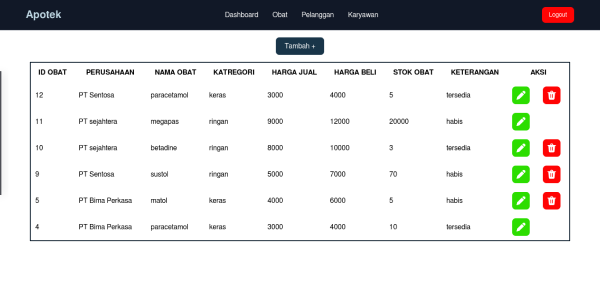 Apotek Dashboard Obat Pelanggan Karyawan Logout
Tambah +
ID OBAT PERUSAHAAN NAMA OBAT KATREGORI HARGA JUAL HARGA BELI STOK OBAT KETERANGAN AKSI
12 PT Sentosa paracetamol keras 3000 4000 5 tersedia
11 PT sejahtera megapas ringan 9000 12000 20000 habis
10 PT sejahtera betadine ringan 8000 10000 3 tersedia
9 PT Sentosa sustol ringan 5000 7000 70 habis
5 PT Bima Perkasa matol keras 4000 6000 5 habis
4 PT Bima Perkasa paracetamol keras 3000 4000 10 tersedia